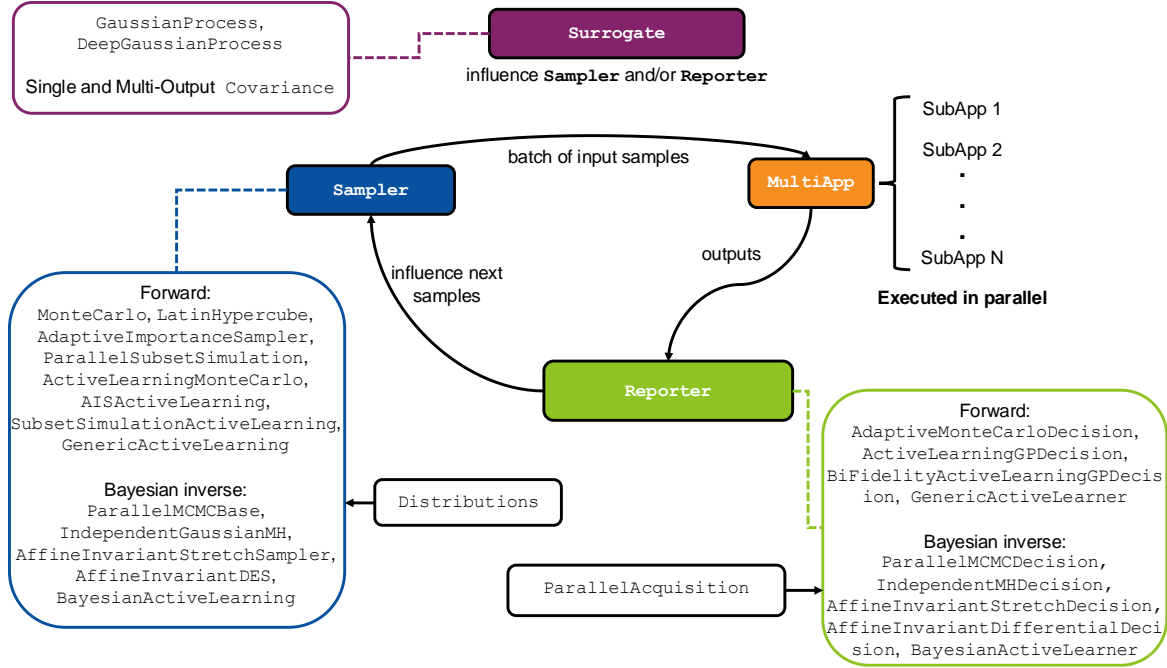 GaussianProcess,
DeepGaussianProcess
Single and Multi-Output Covariance
Surrogate
influence Sampler and/or Reporter
batch of input samples
Sampler
MultiApp
SubApp 1
SubApp 2
.
.
.
SubApp N
Executed in parallel
outputs
influence next
samples
Reporter
Forward:
MonteCarlo, LatinHypercube,
AdaptiveImportanceSampler,
ParallelSubsetSimulation,
ActiveLearningMonteCarlo,
AISActiveLearning,
SubsetSimulationActiveLearning,
GenericActiveLearning
Bayesian inverse:
ParallelMCMCBase,
IndependentGaussianMH,
AffineInvariantStretchSampler,
AffineInvariantDES,
BayesianActiveLearning
Distributions
ParallelAcquisition
Forward:
AdaptiveMonteCarloDecision,
ActiveLearningGPDecision,
BiFidelityActiveLearningGPDecis
ion, GenericActiveLearner
Bayesian inverse:
ParallelMCMCDecision,
IndependentMHDecision,
AffineInvariantStretchDecision,
AffineInvariantDifferentialDeci
sion, BayesianActiveLearner